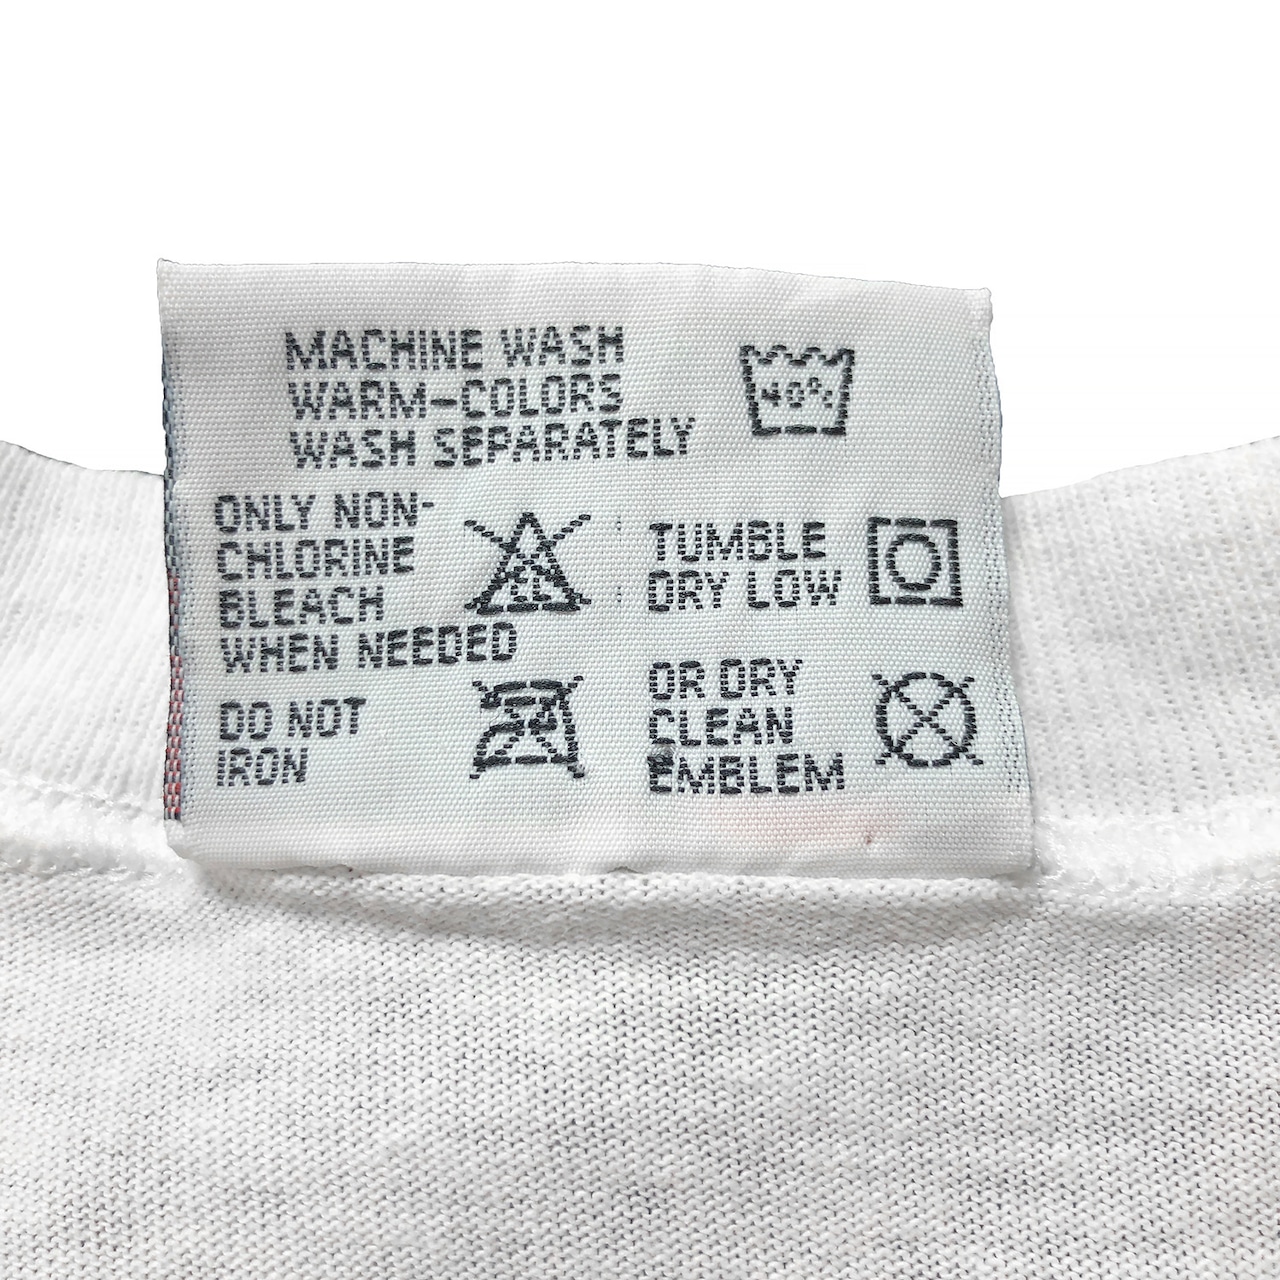 MACHINE WASH
WARM-COLORS
WASH SEPARATELY
40°C
ONLY NON-
CHLORINE
BLEACH
WHEN NEEDED
CL
TUMBLE
DRY LOW
DO NOT
IRON
OR DRY
CLEAN
EMBLEM